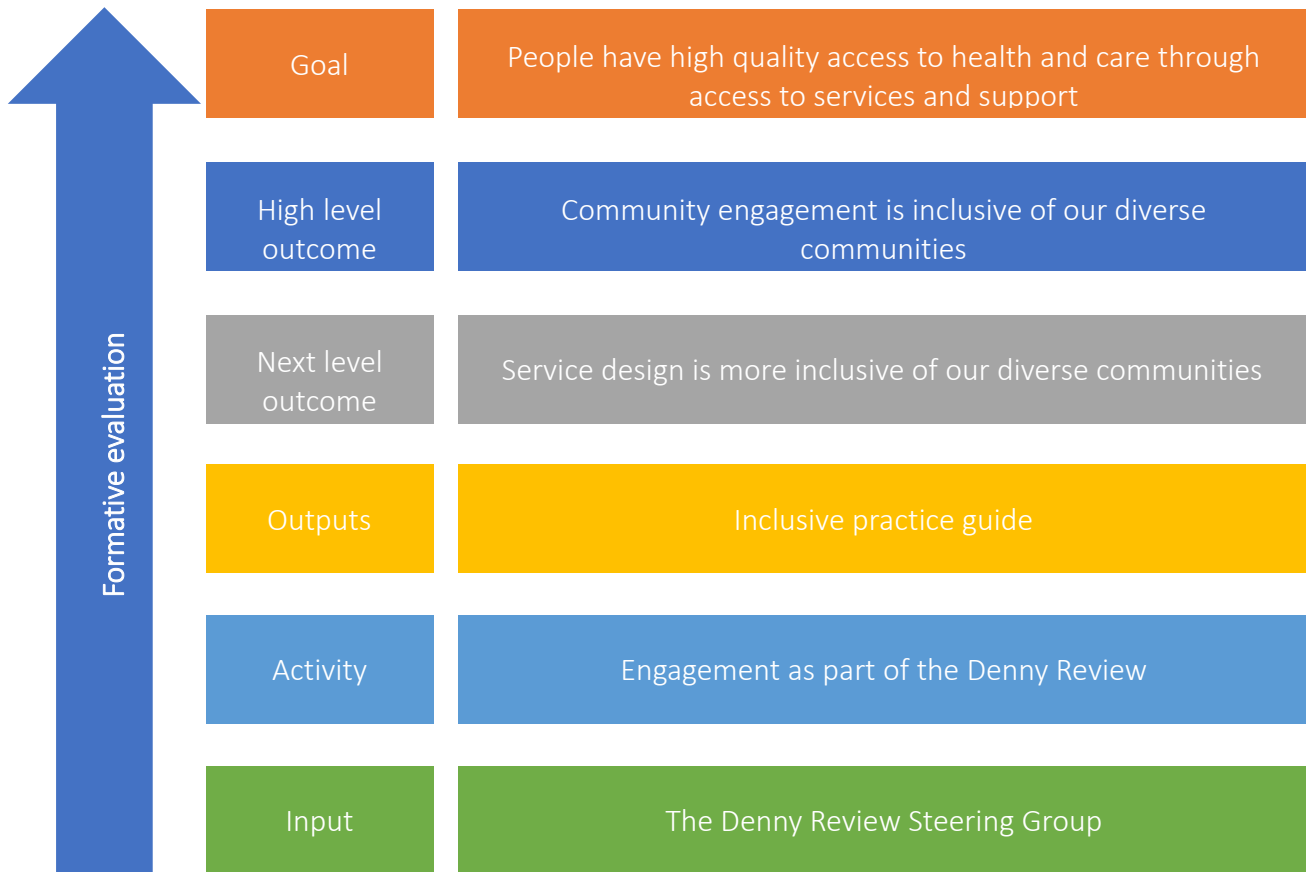 Formative evaluation
Goal
People have high quality access to health and care through
access to services and support
High level
outcome
Community engagement is inclusive of our diverse
communities
Next level
outcome
Service design is more inclusive of our diverse communities
Outputs
Inclusive practice guide
Activity
Engagement as part of the Denny Review
Input
The Denny Review Steering Group